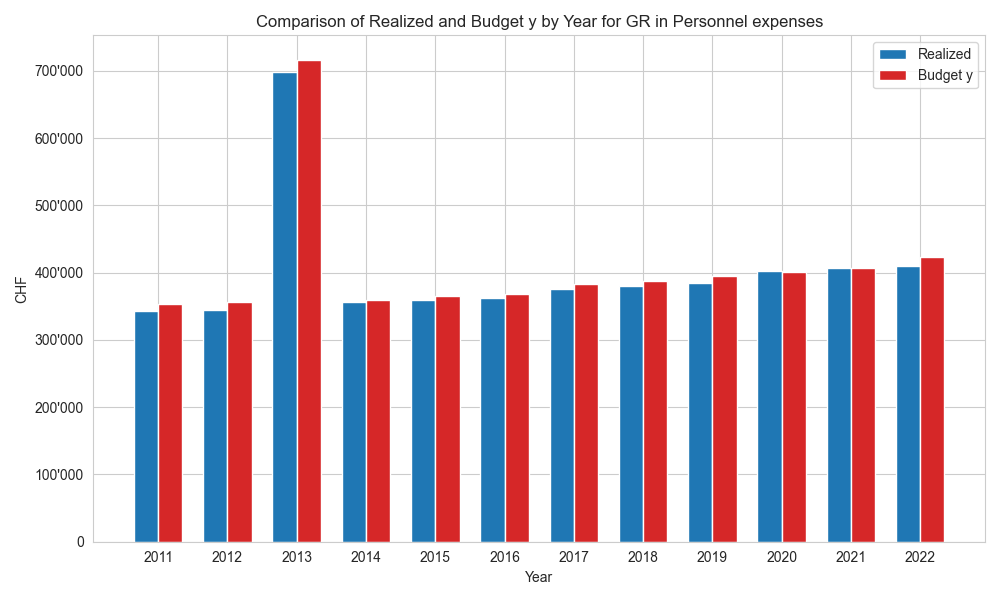 Comparison of Realized and Budget y by Year for GR in Personnel expenses
Realized
Budget y
CHF
700'000
600'000
500'000
400'000
300'000
200'000
100'000
0
2011 2012 2013 2014 2015 2016 2017 2018 2019 2020 2021 2022
Year